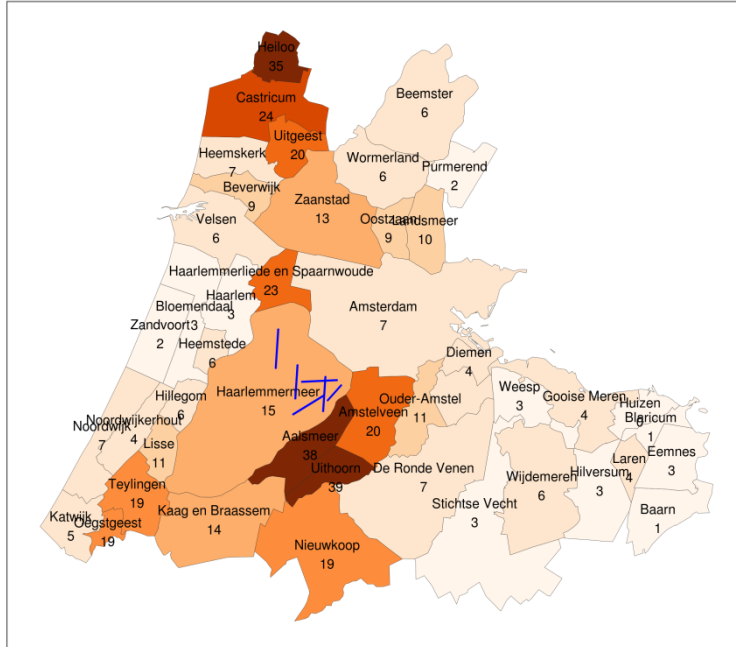 Heiloo
35
Castricum
24
Beemster
6
Uitgeest
20
Heemskerk
7
Wormerland
6
Purmerend
2
Beverwijk
9
Zaanstad
13
Oostzaan
9
Landsmeer
10
Velsen
6
Haarlemmerliede en Spaarnwoude
23
Haarlem
3
Bloemendaal
3
Amsterdam
7
Zandvoort
2
Heemstede
6
Diemen
4
Weesp
3
Gooise Meren
4
Huizen
6
Blaricum
1
Hillegom
6
Haarlemmermeer
15
Ouder-Amstel
11
Amstelveen
20
Noordwijkerhout
4
Noordwijk
7
Lisse
11
Aalsmeer
38
Uithoorn
39
De Ronde Venen
7
Wijdemeren
6
Hilversum
3
Laren
4
Eemnes
3
Teylingen
19
Kaag en Braassem
14
Stichtse Vecht
3
Baarn
1
Katwijk
5
Oegstgeest
19
Nieuwkoop
19